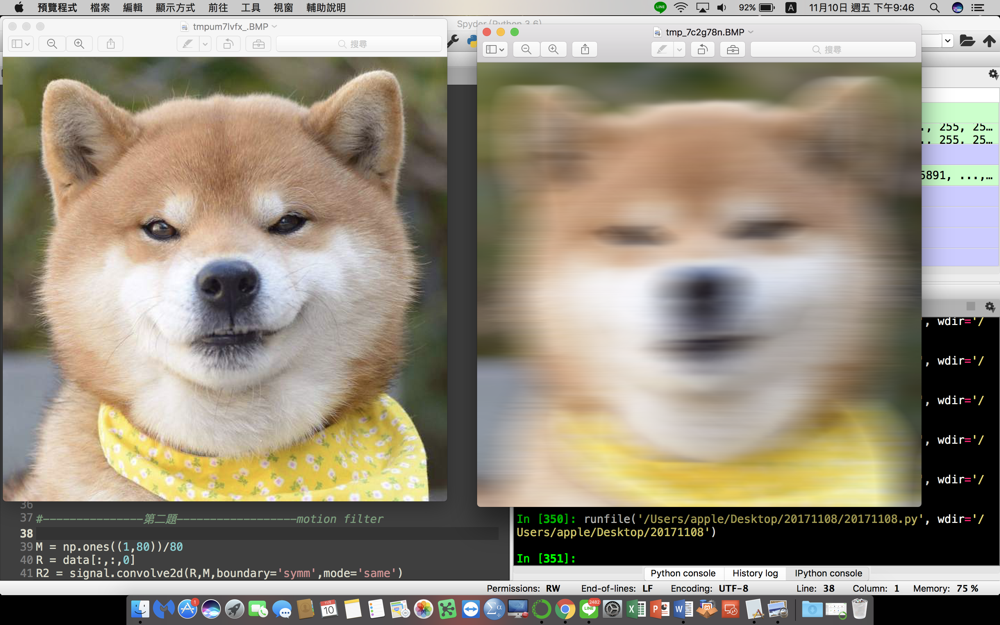 預覽程式 檔案 編輯 顯示方式 前往 工具 視窗 輔助說明 LINE 92% A 11月10日 週五 下午9:46
Spyder (Python 3.6)
tmpum7lvfx_.BMP
搜尋
tmp_7c2g78n.BMP
搜尋
., 255, 25…
., 255, 25…
5891, ...,…
', wdir='/
', wdir='/
', wdir='/
', wdir='/
', wdir='/
36
37 #---------------第二題------------------motion filter
38
39 M = np.ones((1,80))/80
40 R = data[:,:,0]
41 R2 = signal.convolve2d(R,M,boundary='symm',mode='same')
In [350]: runfile('/Users/apple/Desktop/20171108/20171108.py', wdir='/
Users/apple/Desktop/20171108')
In [351]:
Python console History log IPython console
Permissions: RW End-of-lines: LF Encoding: UTF-8 Line: 38 Column: 1 Memory: 75 %
1
11月
10
LINE
2482